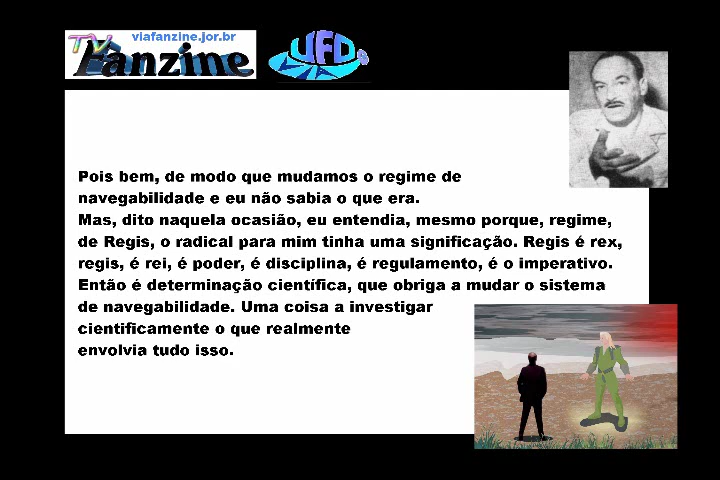 viafanzine.jor.br
TV Fanzine
UFO
VIA
Pois bem, de modo que mudamos o regime de
navegabilidade e eu não sabia o que era.
Mas, dito naquela ocasião, eu entendia, mesmo porque, regime,
de Regis, o radical para mim tinha uma significação. Regis é rex,
regis, é rei, é poder, é disciplina, é regulamento, é o imperativo.
Então é determinação científica, que obriga a mudar o sistema
de navegabilidade. Uma coisa a investigar
cientificamente o que realmente
envolvia tudo isso.